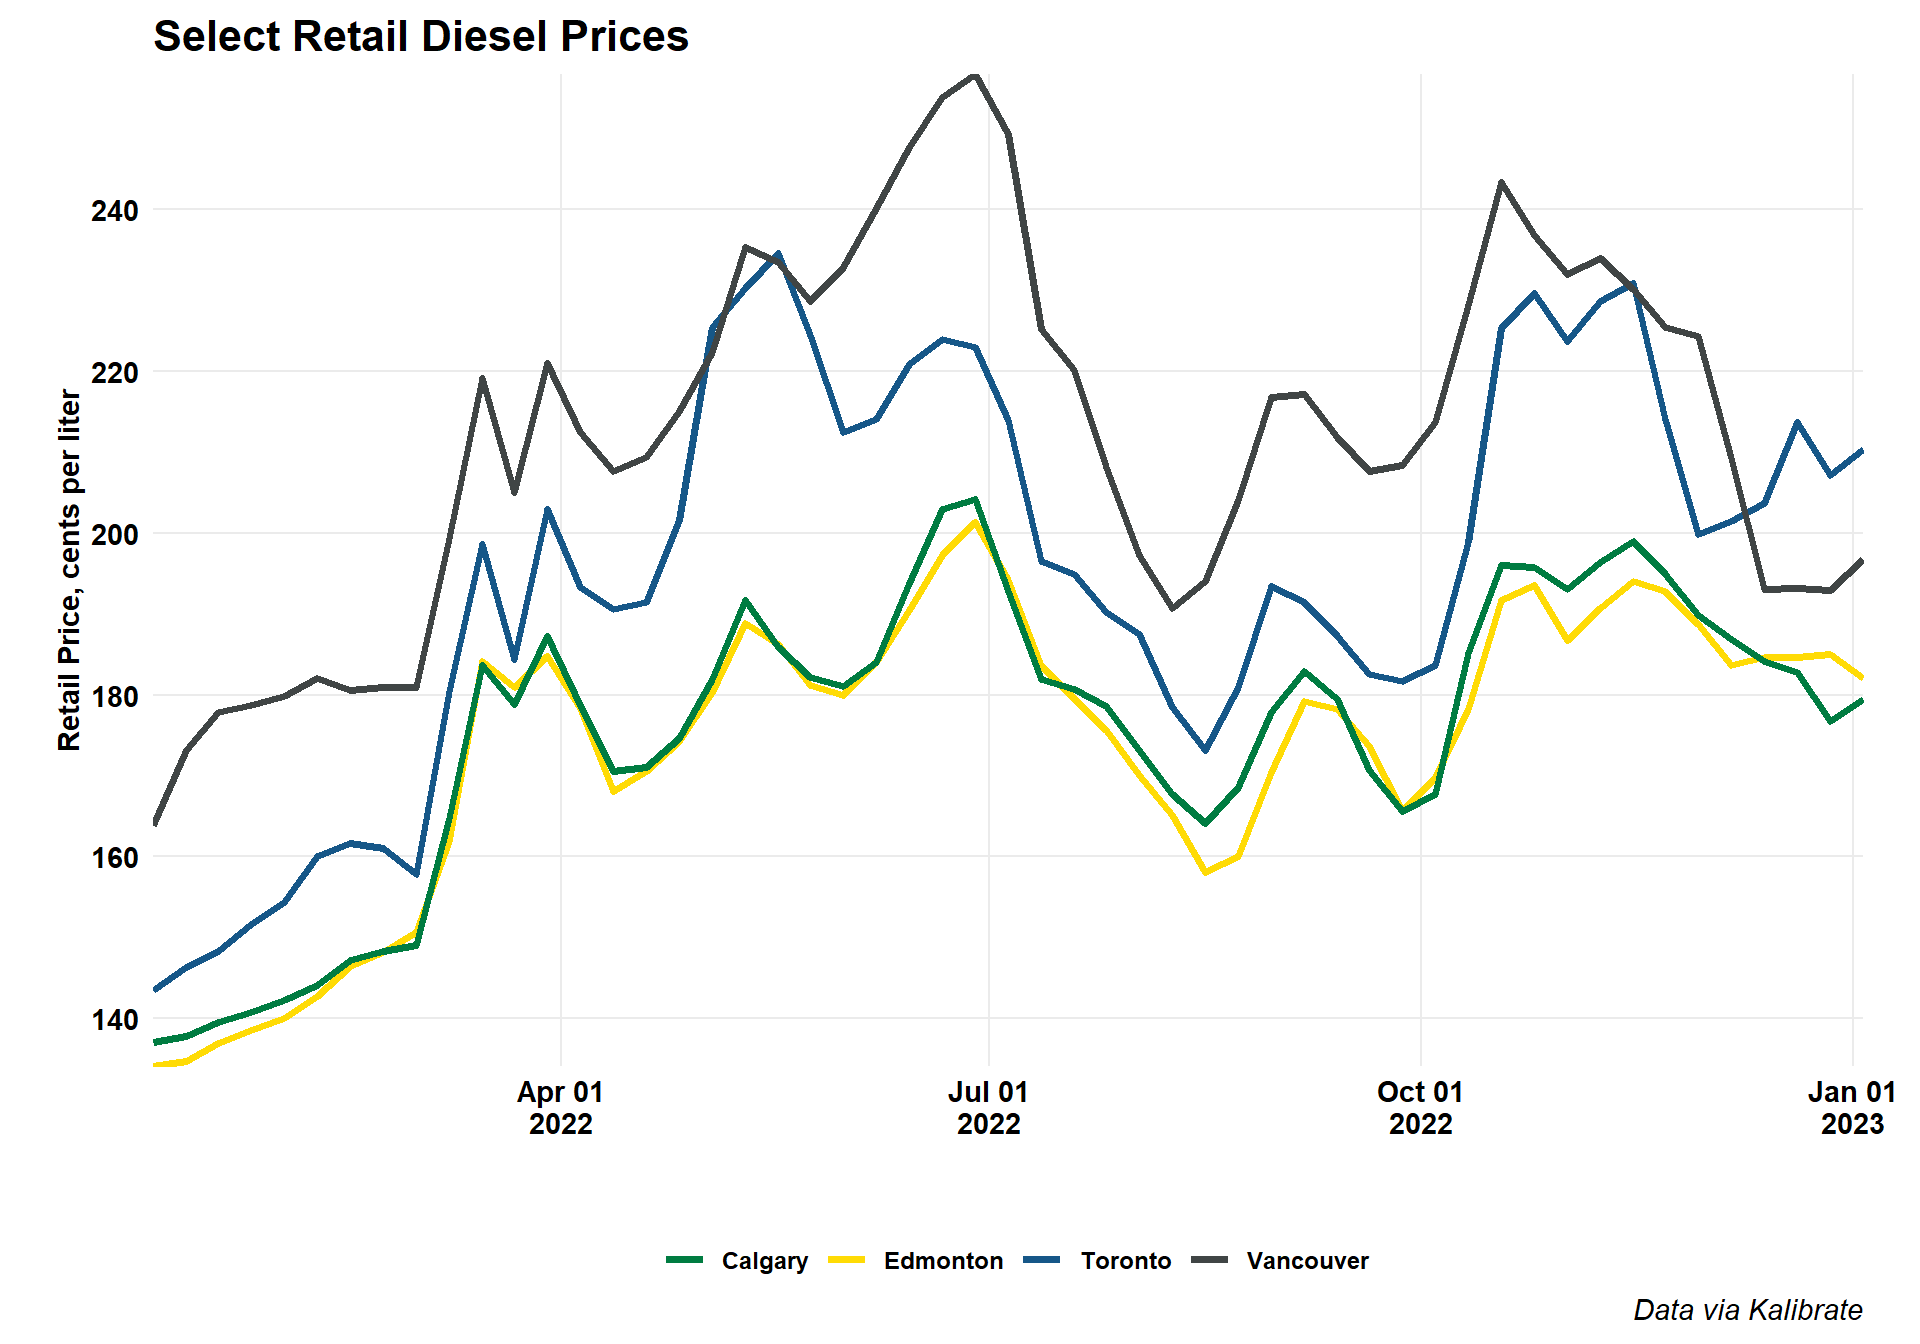 Select Retail Diesel Prices
Retail Price, cents per liter
240
220
200
180
160
140
Apr 01
2022
Jul 01
2022
Oct 01
2022
Jan 01
2023
Calgary Edmonton Toronto Vancouver
Data via Kalibrate